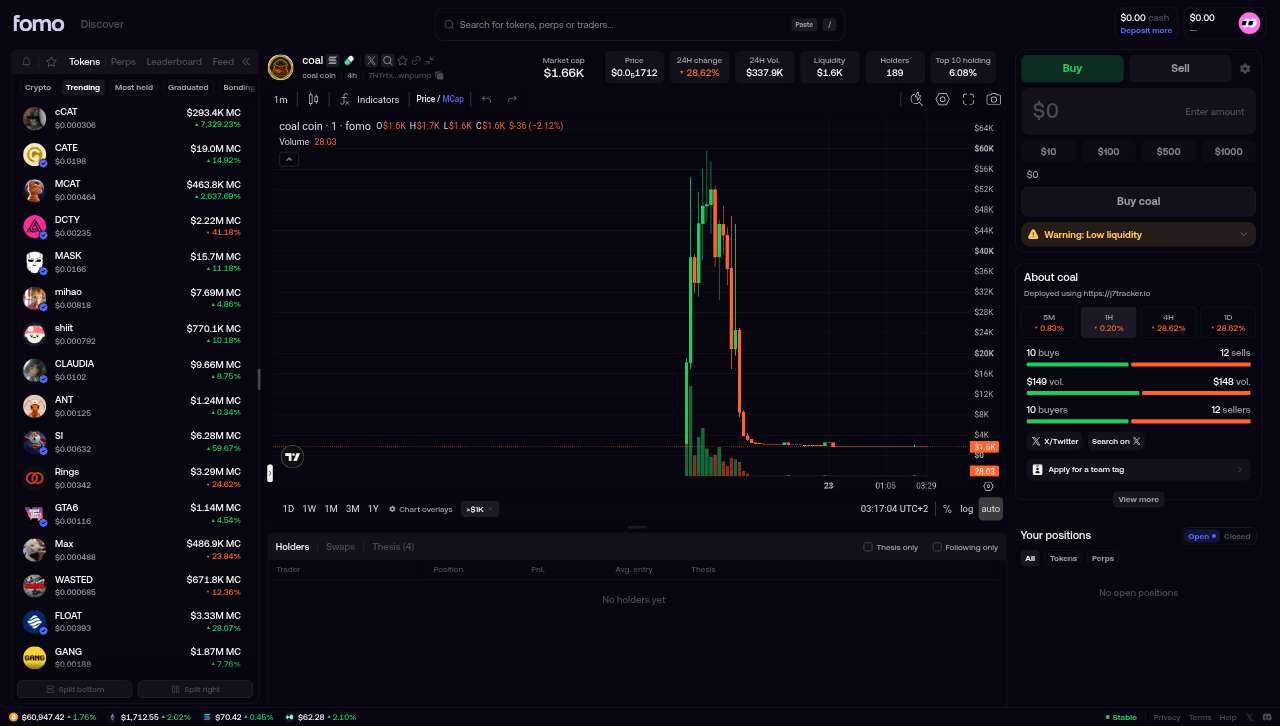 fomo
Discover
Search for tokens, perps or traders...
Paste /
$0.00 cash
Deposit more
$0.00
—
Tokens Perps Leaderboard Feed
Crypto Trending Most held Graduated Bonding
cCAT $293.4K MC
$0.000306 7,329.23%
CATE $19.0M MC
$0.0198 14.92%
MCAT $463.8K MC
$0.000464 2,637.69%
DCTY $2.22M MC
$0.00235 41.18%
MASK $15.7M MC
$0.0166 11.18%
mihao $7.69M MC
$0.00818 4.86%
shiit $770.1K MC
$0.000792 10.18%
CLAUDIA $9.66M MC
$0.0102 8.75%
ANT $1.24M MC
$0.00125 0.34%
SI $6.28M MC
$0.00632 59.67%
Rings $3.29M MC
$0.00342 24.62%
GTA6 $1.14M MC
$0.00116 4.54%
Max $486.9K MC
$0.000488 23.84%
WASTED $671.8K MC
$0.000685 12.36%
FLOAT $3.33M MC
$0.00393 28.07%
GANG $1.87M MC
$0.00188 7.76%
Split bottom Split right
coal
coal coin 4h
Market cap
$1.66K
Price
$0.0₅1712
24H change
28.62%
24H Vol.
$337.9K
Liquidity
$1.6K
Holders
189
Top 10 holding
6.08%
1m Indicators Price / MCap
coal coin · 1 · fomo O$1.6K H$1.7K L$1.6K C$1.6K $-36 (−2.12%)
Volume 28.03
$64K
$60K
$56K
$52K
$48K
$44K
$40K
$36K
$32K
$28K
$24K
$20K
$16K
$12K
$8K
$4K
$1.6K
$0
28.03
23 01:05 03:29
1D 1W 1M 3M 1Y Chart overlays >$1K
03:17:04 UTC+2 % log auto
Holders Swaps Thesis (4)
Thesis only Following only
Trader Position PnL Avg. entry Thesis
No holders yet
Buy Sell
$0 Enter amount
$10 $100 $500 $1000
$0
Buy coal
Warning: Low liquidity
About coal
Deployed using https://j7tracker.io
5M 1H 4H 1D
0.83% 0.20% 28.62% 28.62%
10 buys 12 sells
$149 vol. $148 vol.
10 buyers 12 sellers
X/Twitter Search on X
Apply for a team tag
View more
Your positions Open Closed
All Tokens Perps
No open positions
$60,947.42 1.76% $1,712.55 2.02% $70.42 0.45% $62.28 2.10%
Stable Privacy Terms Help